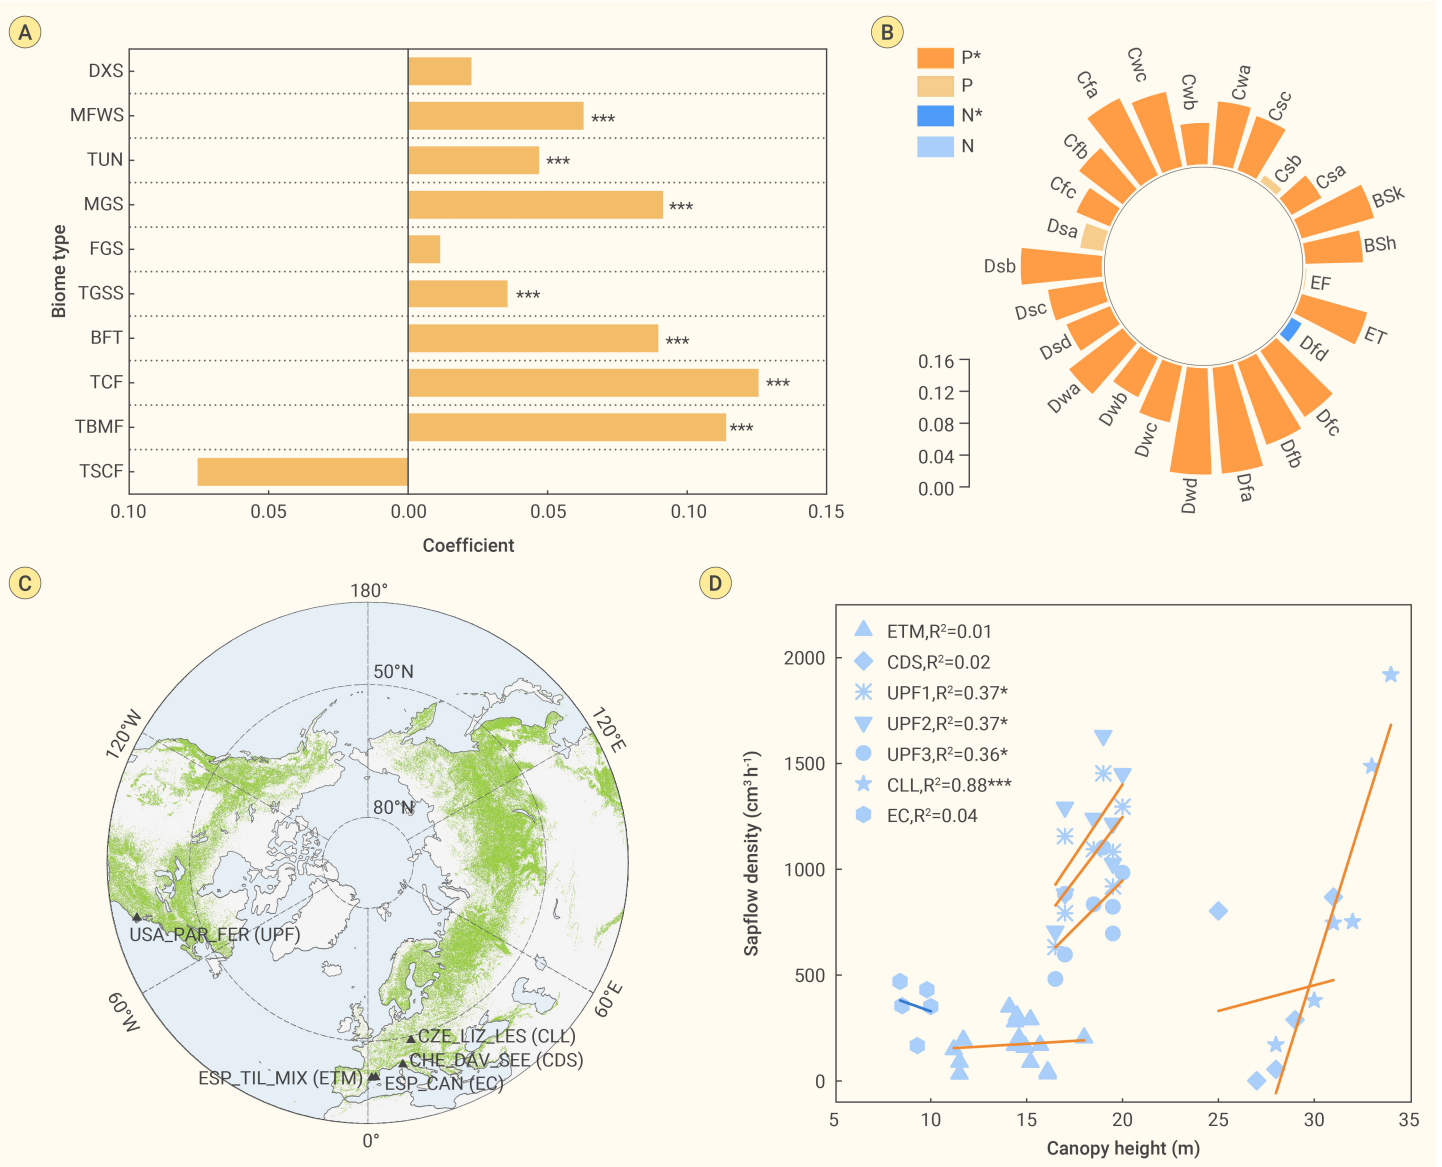 A
Biome type
DXS
MFWS
***
TUN
***
MGS
***
FGS
TGSS
***
BFT
***
TCF
***
TBMF
***
TSCF
0.10 0.05 0.00 0.05 0.10 0.15
Coefficient
B
P*
P
N*
N
Cfa
Cwc
Cwb
Cwa
Csc
Csb
Csa
BSk
BSh
EF
ET
Dfd
Dfc
Dfb
Dfa
Dwd
Dwc
Dwb
Dwa
Dsd
Dsc
Dsb
Dsa
Cfc
Cfb
0.16
0.12
0.08
0.04
0.00
C
180°
50°N
120°W
120°E
80°N
USA_PAR_FER (UPF)
60°W
60°E
CZE_LIZ_LES (CLL)
CHE_DAV_SEE (CDS)
ESP_TIL_MIX (ETM)
ESP_CAN (EC)
0°
D
Sapflow density (cm³ h⁻¹)
ETM,R²=0.01
CDS,R²=0.02
UPF1,R²=0.37*
UPF2,R²=0.37*
UPF3,R²=0.36*
CLL,R²=0.88***
EC,R²=0.04
2000
1500
1000
500
0
5 10 15 20 25 30 35
Canopy height (m)